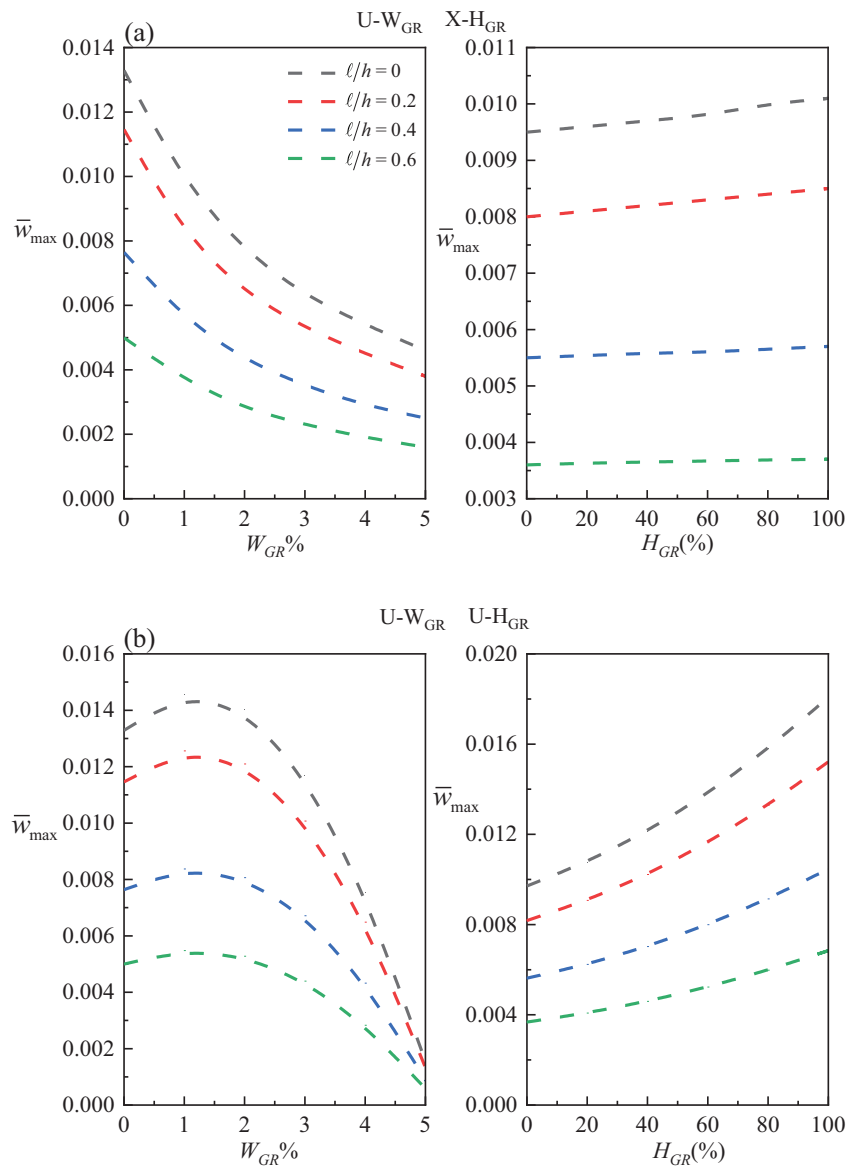 (a) U-W_GR X-H_GR
0.014
0.012
0.010
0.008
0.006
0.004
0.002
0.000
w̅_max
ℓ/h = 0
ℓ/h = 0.2
ℓ/h = 0.4
ℓ/h = 0.6
0 1 2 3 4 5
W_GR%
0.011
0.010
0.009
0.008
0.007
0.006
0.005
0.004
0.003
w̅_max
0 20 40 60 80 100
H_GR(%)
(b) U-W_GR U-H_GR
0.016
0.014
0.012
0.010
0.008
0.006
0.004
0.002
0.000
w̅_max
0 1 2 3 4 5
W_GR%
0.020
0.016
0.012
0.008
0.004
0.000
w̅_max
0 20 40 60 80 100
H_GR(%)